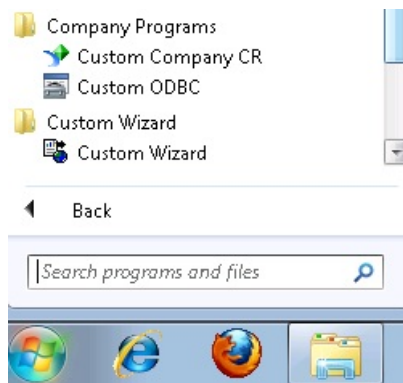 Company Programs
Custom Company CR
Custom ODBC
Custom Wizard
Custom Wizard
Back
Search programs and files